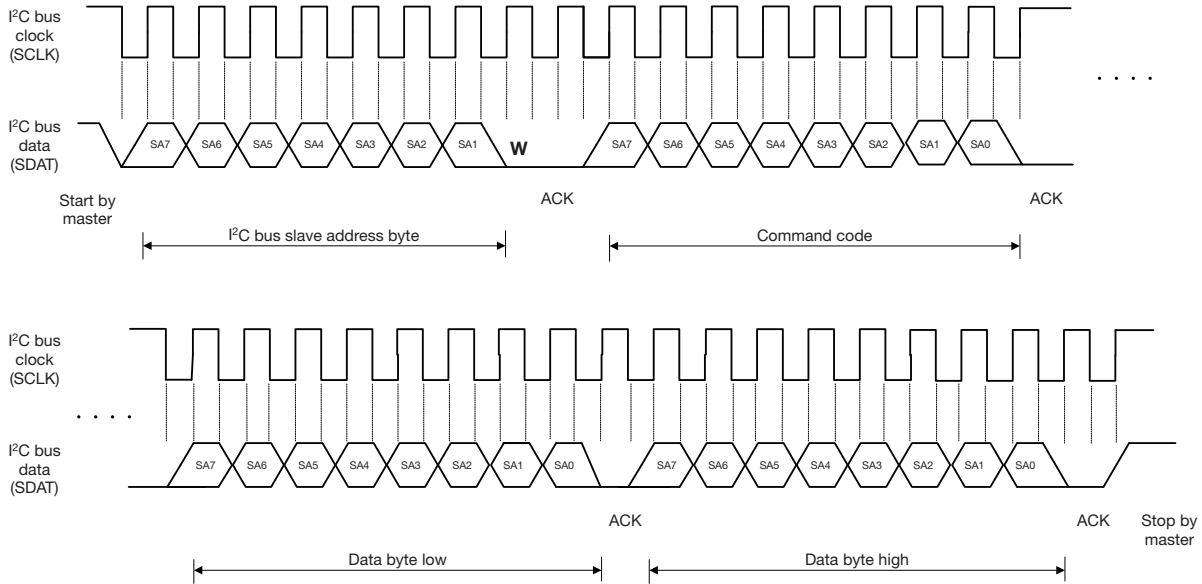 I²C bus
clock
(SCLK)
. . . .
I²C bus
data
(SDAT)
SA7 SA6 SA5 SA4 SA3 SA2 SA1 W SA7 SA6 SA5 SA4 SA3 SA2 SA1 SA0
Start by
master
ACK ACK
I²C bus slave address byte Command code
I²C bus
clock
(SCLK)
. . . .
I²C bus
data
(SDAT)
SA7 SA6 SA5 SA4 SA3 SA2 SA1 SA0 SA7 SA6 SA5 SA4 SA3 SA2 SA1 SA0
ACK ACK Stop by
master
Data byte low Data byte high